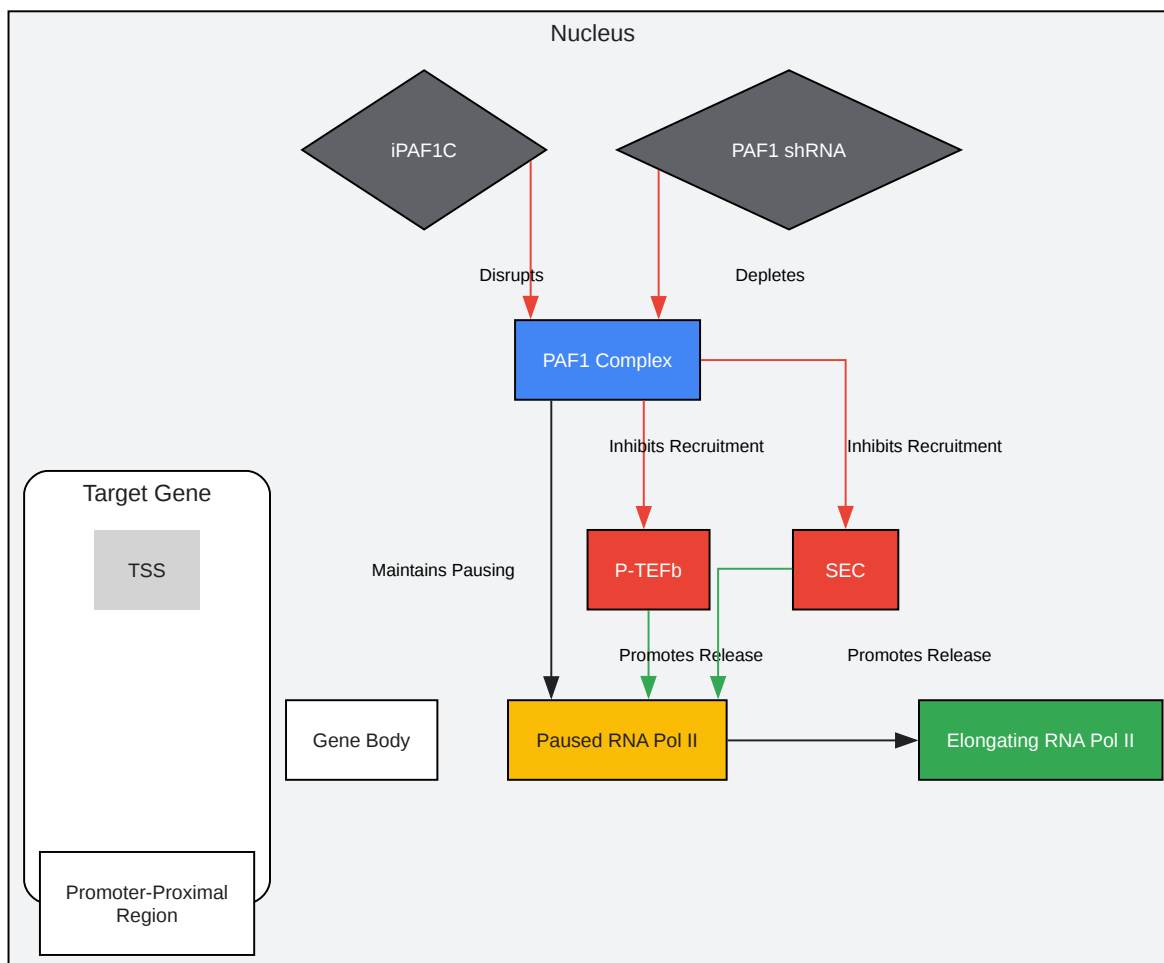 Nucleus
iPAF1C
PAF1 shRNA
Disrupts
Depletes
PAF1 Complex
Inhibits Recruitment
Inhibits Recruitment
Target Gene
TSS
Maintains Pausing
P-TEFb
SEC
Promotes Release
Promotes Release
Gene Body
Paused RNA Pol II
Elongating RNA Pol II
Promoter-Proximal
Region